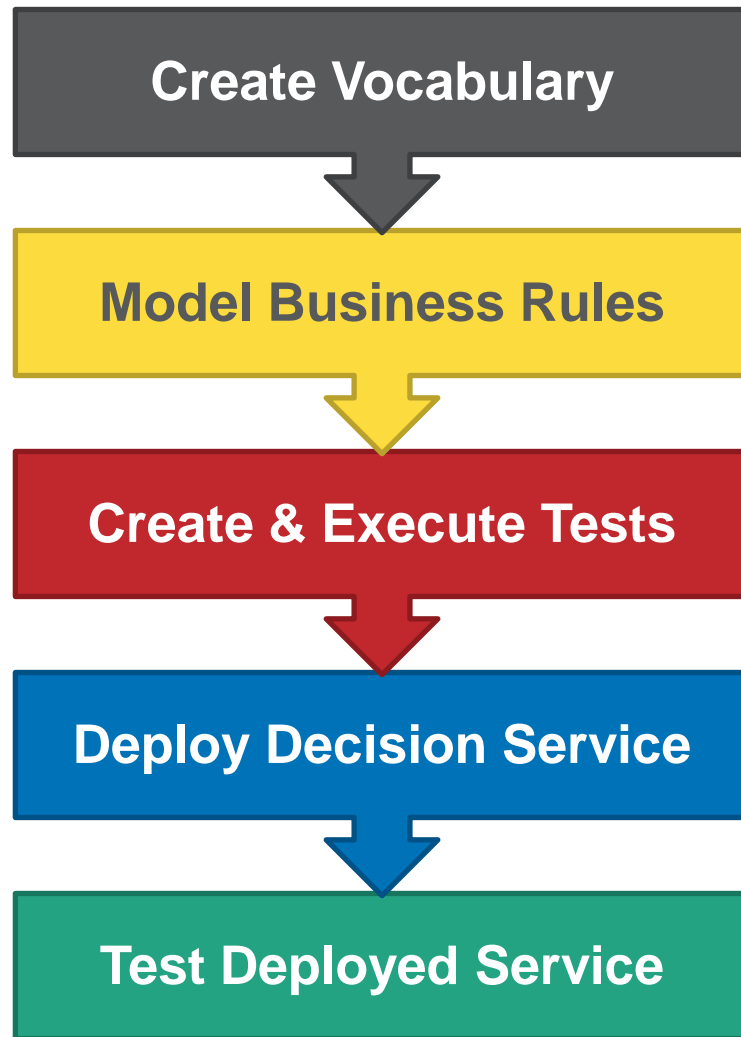 Create Vocabulary
Model Business Rules
Create & Execute Tests
Deploy Decision Service
Test Deployed Service